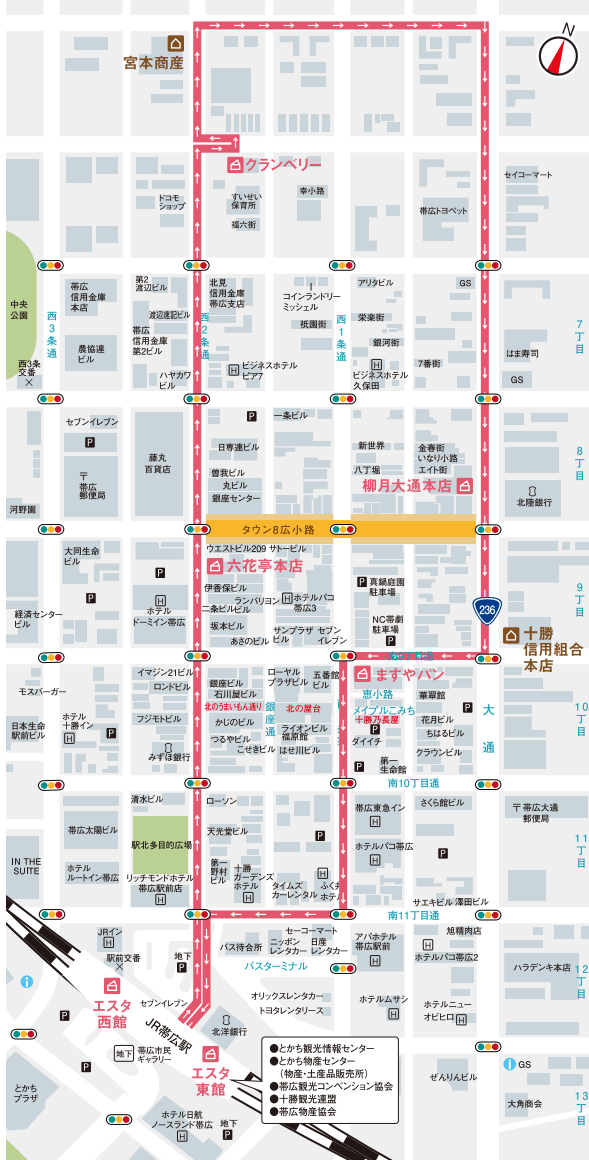 N
宮本商産
クランベリー
ドコモ
ショップ
すいせい
保育所
福六街
幸小路
帯広トヨペット
セイコーマート
中央
公園
西3条
交番
西3条通
帯広
信用金庫
本店
農協連
ビル
第2
渡辺ビル
渡辺速記ビル
帯広
信用金庫
第2ビル
ハヤカワ
ビル
西2条通
北見
信用金庫
帯広支店
H ビジネスホテル
ピア7
コインランドリー
ミッシェル
祇園街
西1条通
アリタビル
栄楽街
銀河街
H
ビジネスホテル
久保田
GS
7番街
はま寿司
GS
7丁目
セブンイレブン
P
〒
帯広
郵便局
河野園
藤丸
百貨店
P
一条ビル
日専連ビル
曽我ビル
丸ビル
銀座センター
新世界
八丁堀
金春街
いなり小路
エイト街
柳月大通本店
北陸銀行
8丁目
タウン8広小路
大同生命
ビル
P
経済センター
ビル
P
H
ホテル
ドーミイン帯広
ウエストビル209 サトービル
六花亭本店
伊香保ビル
ランバリヨン
二条ビルビル
坂本ビル
あさのビル
H ホテルパコ
帯広3
サンプラザ
ビル
セブン
イレブン
P 真鍋庭園
駐車場
NC帯劇
駐車場
P
236
十勝
信用組合
本店
9丁目
モスバーガー
日本生命
駅前ビル
ホテル
十勝イン
H
P
イマジン21ビル
ロンドビル
フジモトビル
みずほ銀行
銀座ビル
石川屋ビル
北のうまいもん通り
かじのビル
つるやビル
こせきビル
銀座通
ローヤル
プラザビル
五番館
ビル
北の屋台
ライオンビル
福原館
はせ川ビル
ますやパン
恵小路
メイプルこみち
十勝乃長屋
P
ダイイチ
P
第一
生命館
華翠館
P
花月ビル
ちはるビル
クラウンビル
大通
10丁目
南10丁目通
清水ビル
帯広太陽ビル
ホテル
ルートイン帯広
IN THE
SUITE
駅北多目的広場
リッチモンドホテル
帯広駅前店
H
ローソン
天光堂ビル
第一
野村
ビル
十勝
ガーデンズ
ホテル
H
P
タイムズ
カーレンタル
H
ふく井
ホテル
帯広東急イン
H
ホテルパコ帯広
H
さくら館ビル
P
サエキビル 澤田ビル
〒帯広大通
郵便局
11丁目
南11丁目通
JRイン
H
駅前交番
地下
P
バス待合所
セーコーマート
ニッポン
レンタカー
日産
レンタカー
バスターミナル
アパホテル
帯広駅前
H
旭精肉店
H
ホテルパコ帯広2
ハラデンキ本店
12丁目
エスタ
西館
セブンイレブン
オリックスレンタカー
トヨタレンタリース
ホテルムサシ
H
ホテルニュー
オビヒロ H
P
JR帯広駅
北洋銀行
地下 帯広市民
ギャラリー
P
エスタ
東館
とかち
プラザ
●とかち観光情報センター
●とかち物産センター
（物産・土産品販売所）
●帯広観光コンベンション協会
●十勝観光連盟
●帯広物産協会
ぜんりんビル
GS
大角商会
13丁目
ホテル日航
ノースランド帯広
H
地下
P